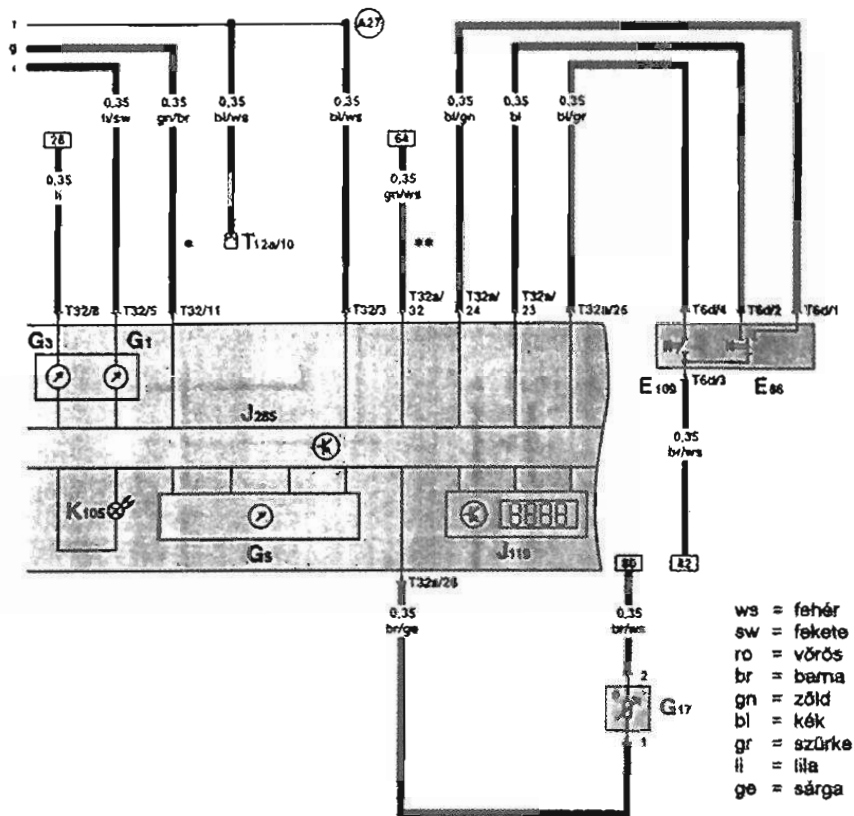 A27
0,35
li/sw
0,35
gn/br
0,35
bl/ws
0,35
bl/ws
0,35
bl/gn
0,35
bl
0,35
bl/gr
28
0,35
li
64
0,35
gn/ws
*
T12a/10
**
T32/8
T32/5
T32/11
T32/3
T32a/
32
T32a/
24
T32a/
23
T32a/25
T6d/4
T6d/2
T6d/1
G3
G1
J285
E109
T6d/3
E86
0,35
br/ws
K105
G5
8888
J119
T32a/28
82
0,35
br/ge
0,35
br/ws
2
G17
1
ws = fehér
sw = fekete
ro = vörös
br = barna
gn = zöld
bl = kék
gr = szürke
li = lila
ge = sárga